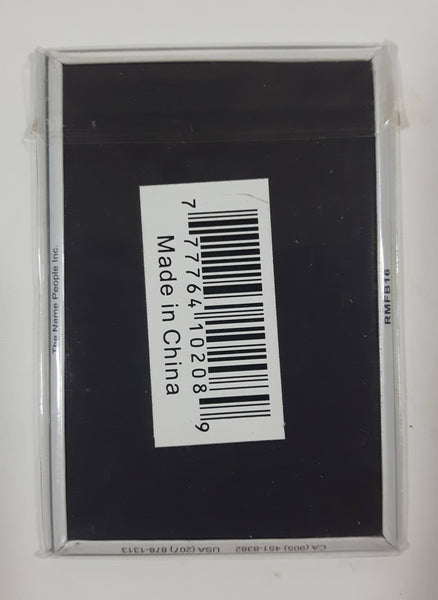 7 77764 10208 9
Made in China
The Name People Inc.
RMFB16
CA (905) 451-8382 USA (207) 878-1313